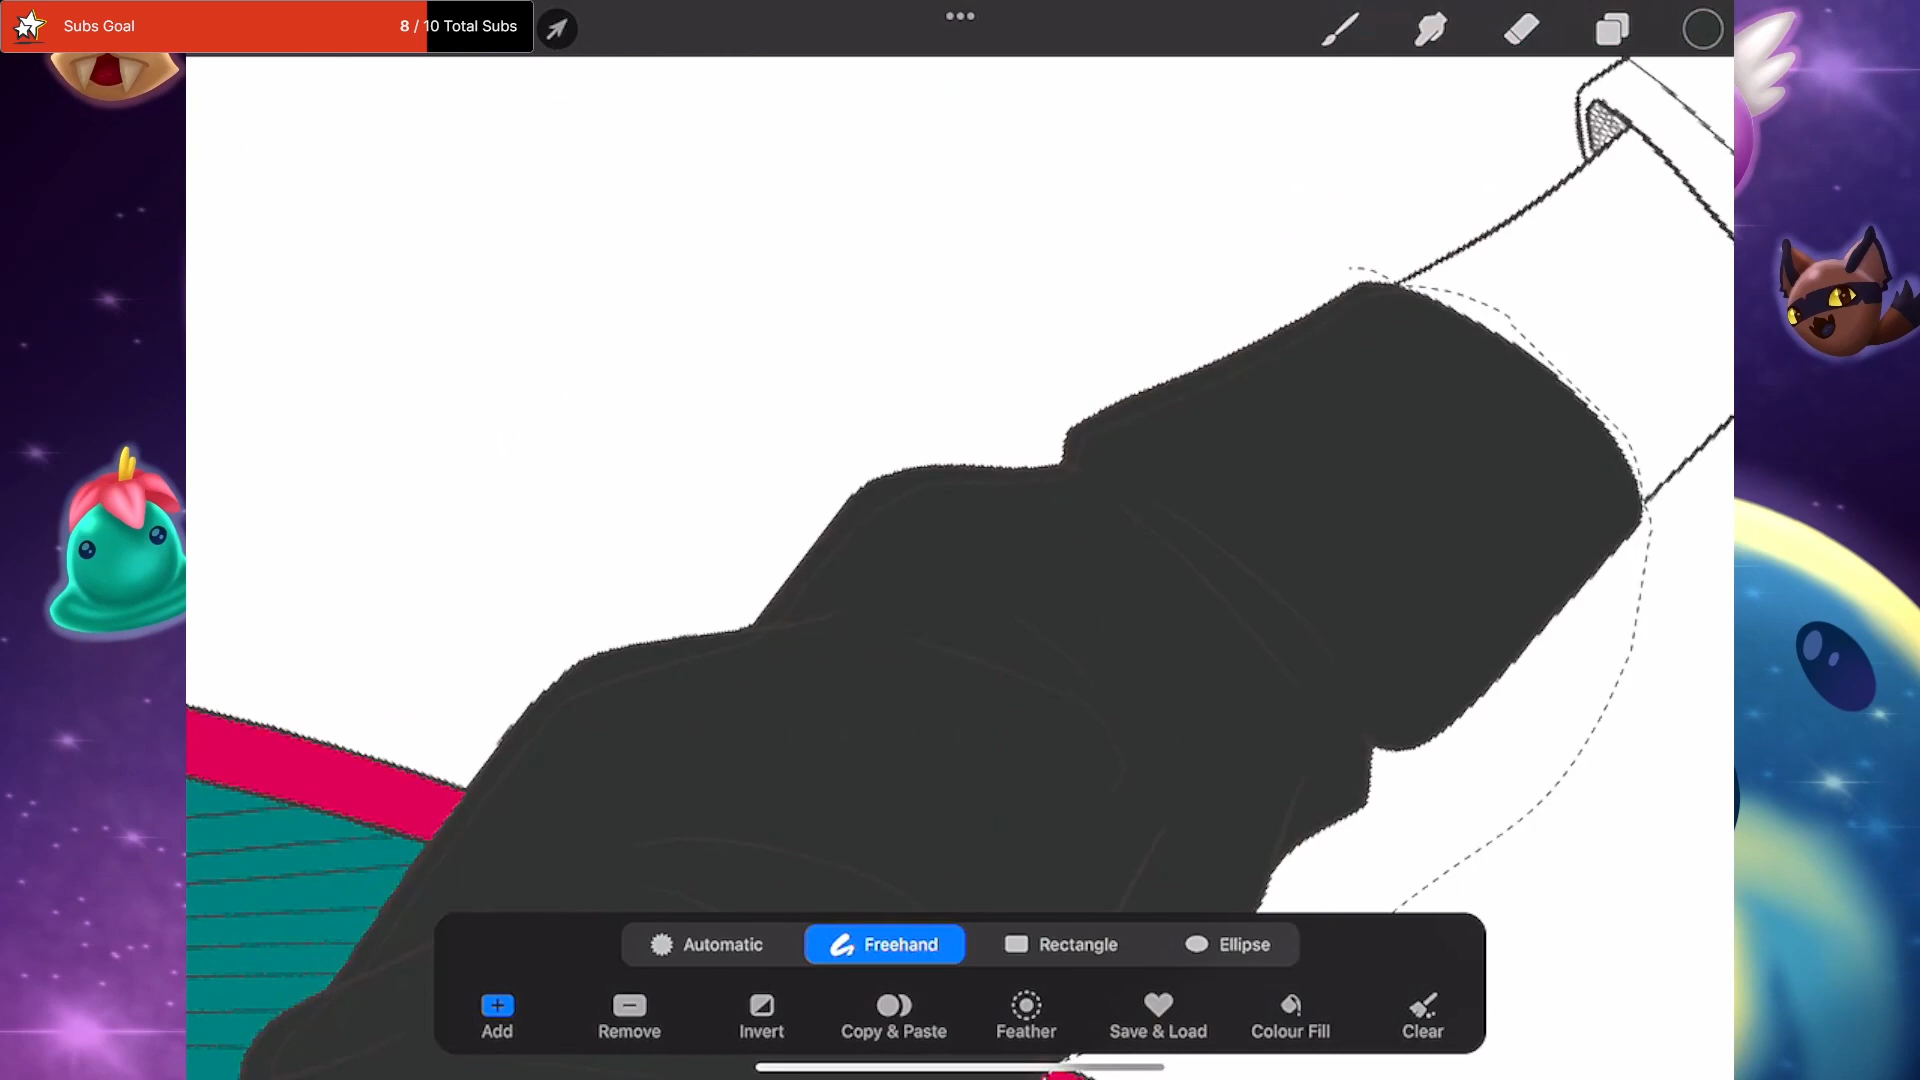 Subs Goal 8 / 10 Total Subs
Automatic Freehand Rectangle Ellipse
Add Remove Invert Copy & Paste Feather Save & Load Colour Fill Clear